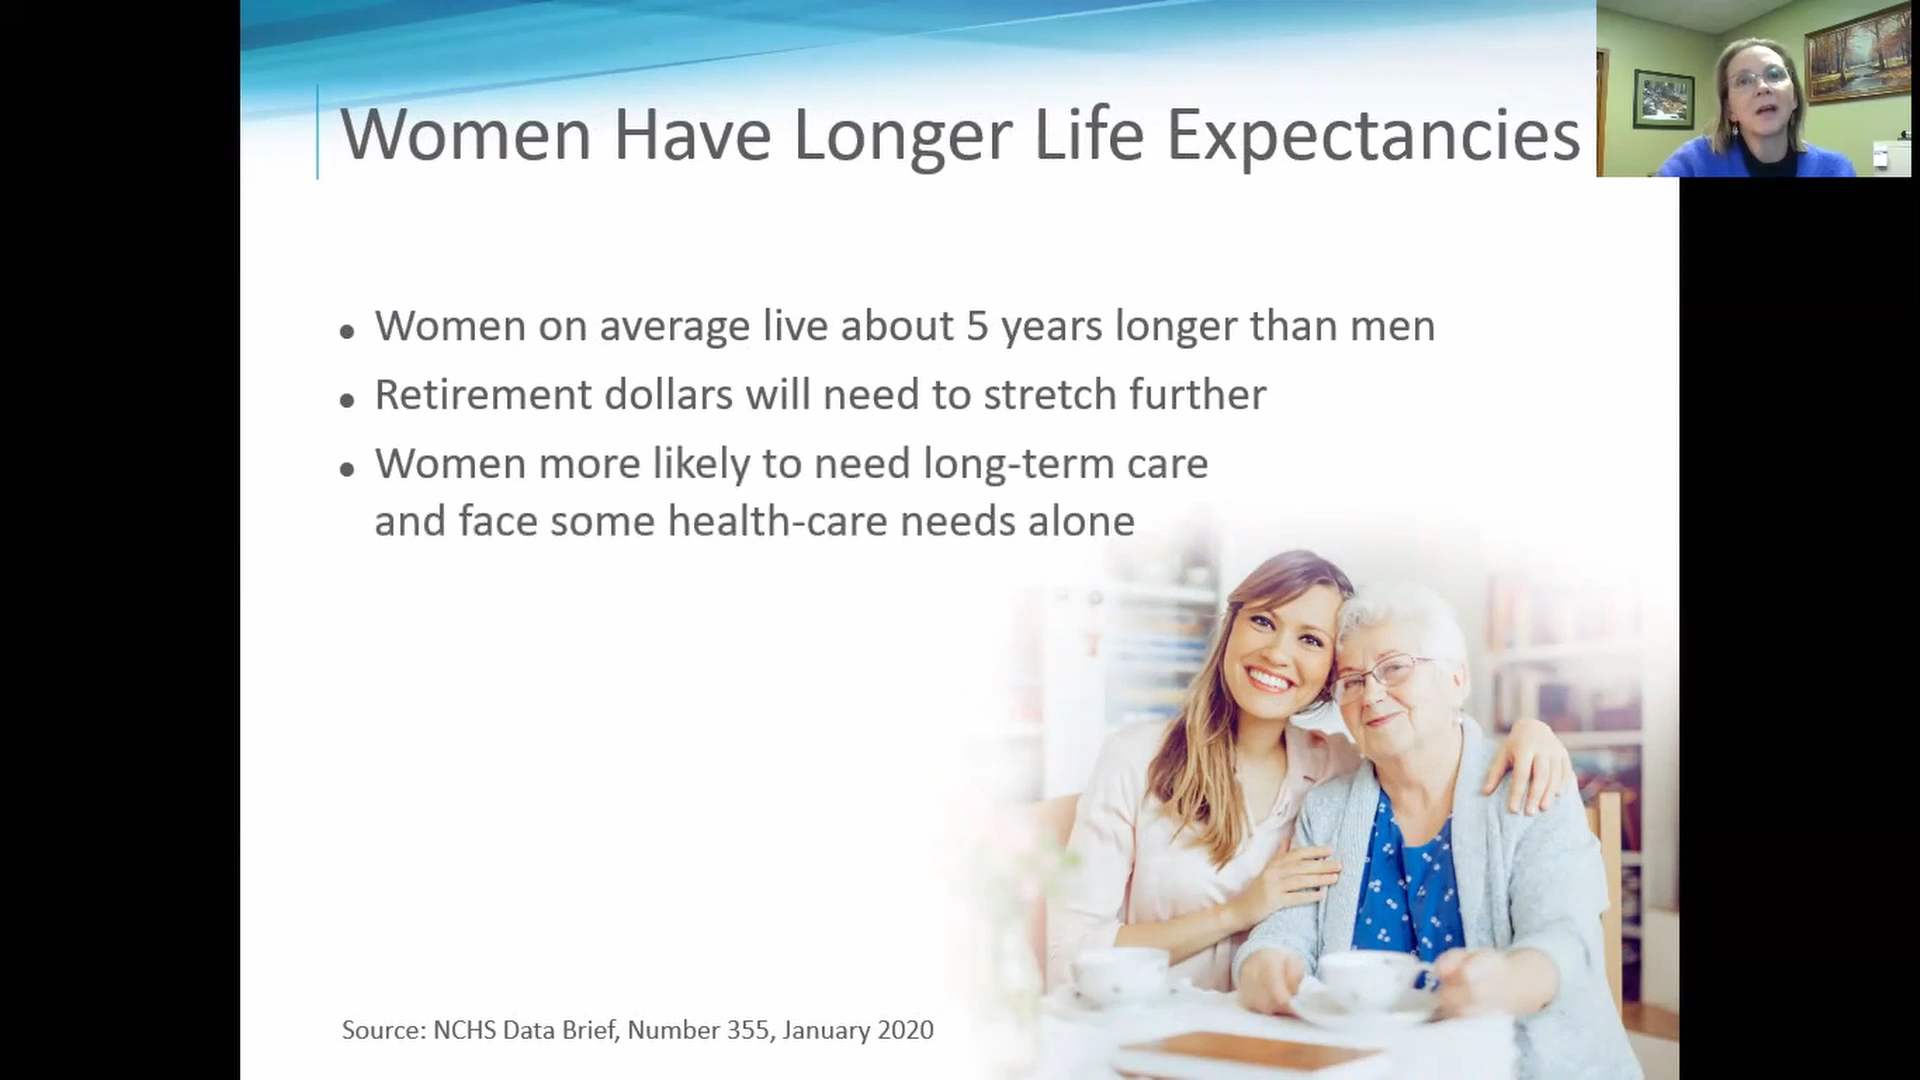 Women Have Longer Life Expectancies
• Women on average live about 5 years longer than men
• Retirement dollars will need to stretch further
• Women more likely to need long-term care
and face some health-care needs alone
Source: NCHS Data Brief, Number 355, January 2020